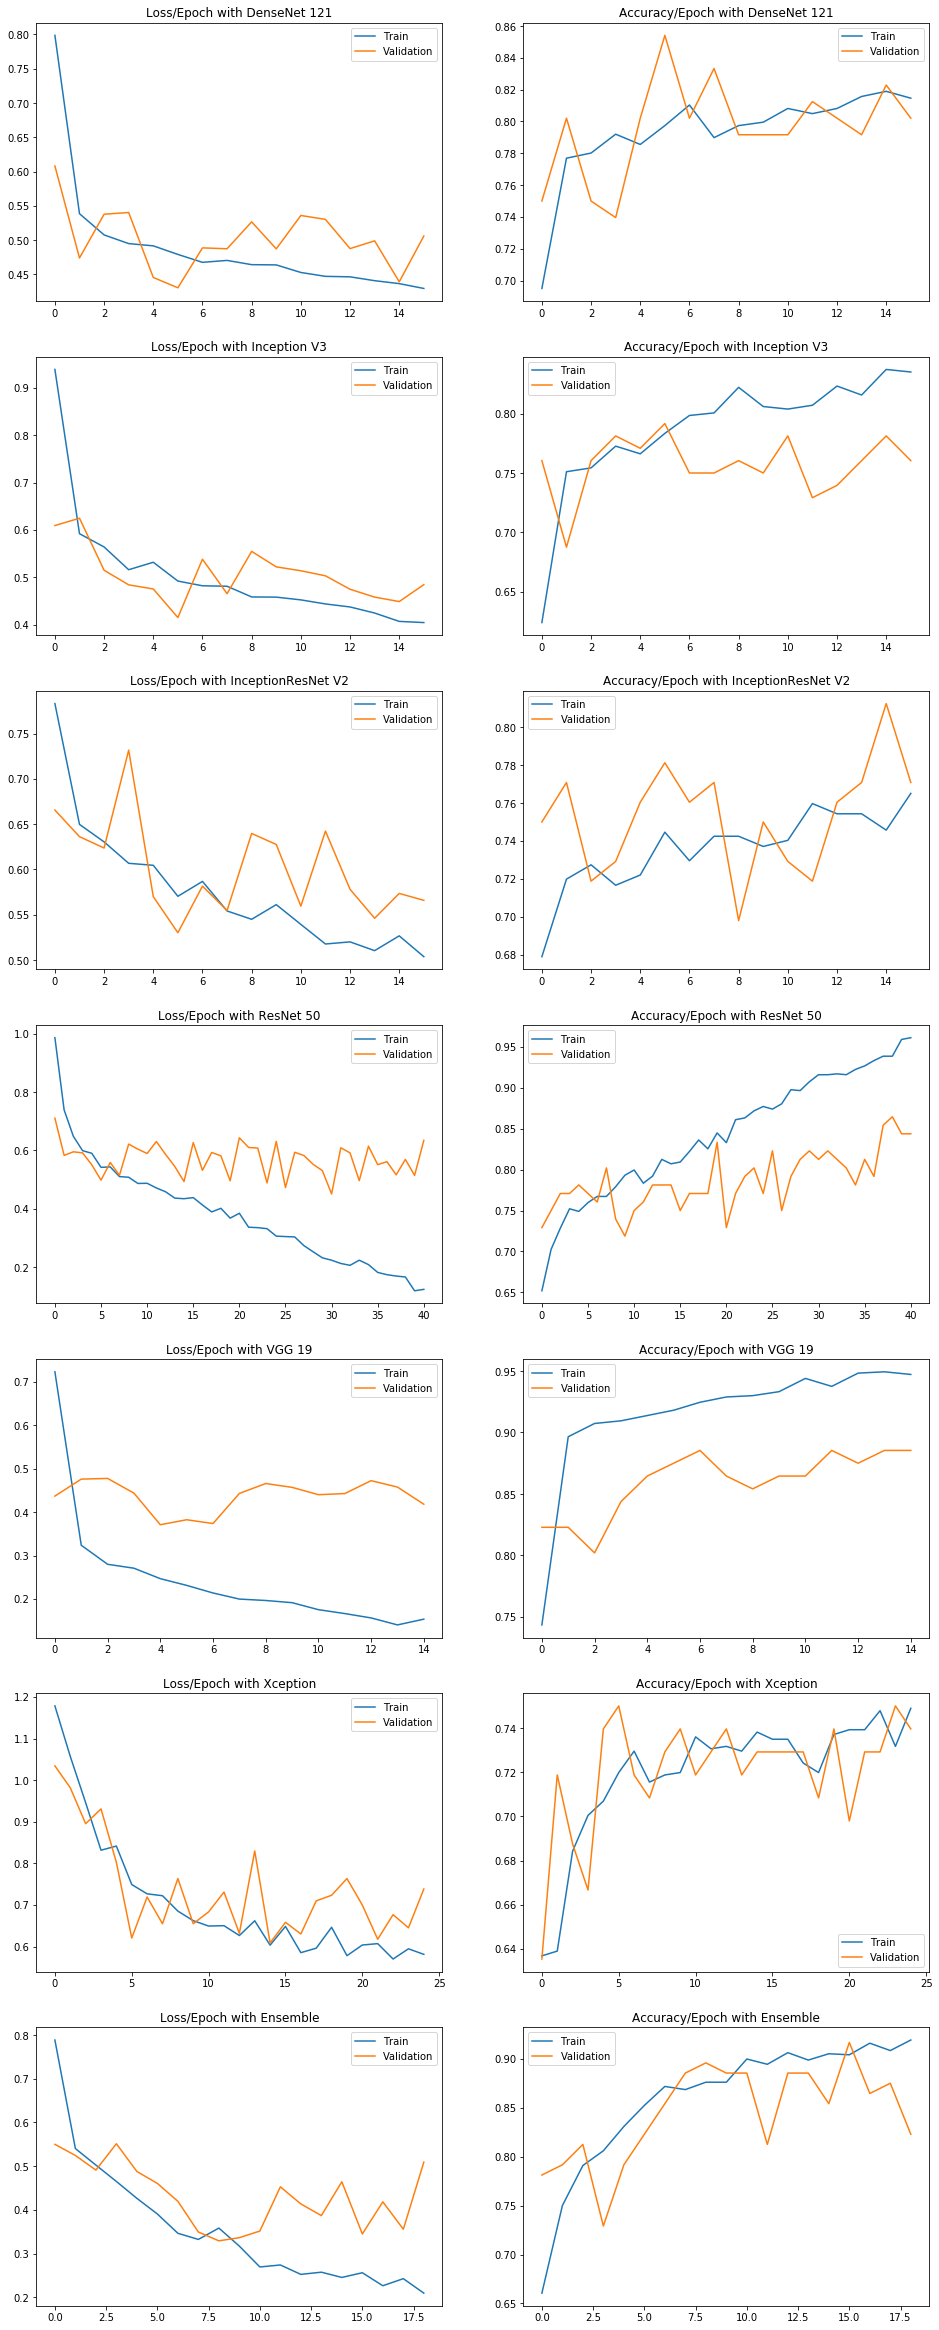 Loss/Epoch with DenseNet 121
Accuracy/Epoch with DenseNet 121
Train
Validation
0.80
0.75
0.70
0.65
0.60
0.55
0.50
0.45
0 2 4 6 8 10 12 14
Train
Validation
0.86
0.84
0.82
0.80
0.78
0.76
0.74
0.72
0.70
0 2 4 6 8 10 12 14
Loss/Epoch with Inception V3
Accuracy/Epoch with Inception V3
Train
Validation
0.9
0.8
0.7
0.6
0.5
0.4
0 2 4 6 8 10 12 14
Train
Validation
0.80
0.75
0.70
0.65
0 2 4 6 8 10 12 14
Loss/Epoch with InceptionResNet V2
Accuracy/Epoch with InceptionResNet V2
Train
Validation
0.75
0.70
0.65
0.60
0.55
0.50
0 2 4 6 8 10 12 14
Train
Validation
0.80
0.78
0.76
0.74
0.72
0.70
0.68
0 2 4 6 8 10 12 14
Loss/Epoch with ResNet 50
Accuracy/Epoch with ResNet 50
Train
Validation
1.0
0.8
0.6
0.4
0.2
0 5 10 15 20 25 30 35 40
Train
Validation
0.95
0.90
0.85
0.80
0.75
0.70
0.65
0 5 10 15 20 25 30 35 40
Loss/Epoch with VGG 19
Accuracy/Epoch with VGG 19
Train
Validation
0.7
0.6
0.5
0.4
0.3
0.2
0 2 4 6 8 10 12 14
Train
Validation
0.95
0.90
0.85
0.80
0.75
0 2 4 6 8 10 12 14
Loss/Epoch with Xception
Accuracy/Epoch with Xception
Train
Validation
1.2
1.1
1.0
0.9
0.8
0.7
0.6
0 5 10 15 20 25
0.74
0.72
0.70
0.68
0.66
0.64
Train
Validation
0 5 10 15 20 25
Loss/Epoch with Ensemble
Accuracy/Epoch with Ensemble
Train
Validation
0.8
0.7
0.6
0.5
0.4
0.3
0.2
0.0 2.5 5.0 7.5 10.0 12.5 15.0 17.5
Train
Validation
0.90
0.85
0.80
0.75
0.70
0.65
0.0 2.5 5.0 7.5 10.0 12.5 15.0 17.5